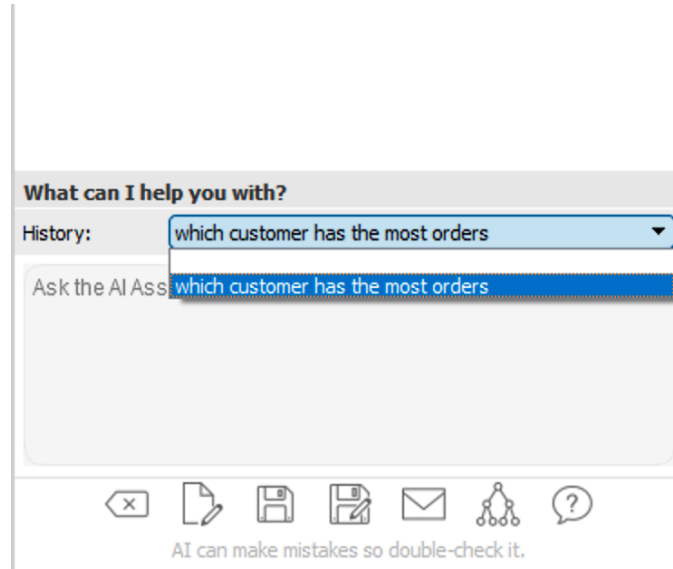 What can I help you with?
History: which customer has the most orders
Ask the AI Ass which customer has the most orders
AI can make mistakes so double-check it.